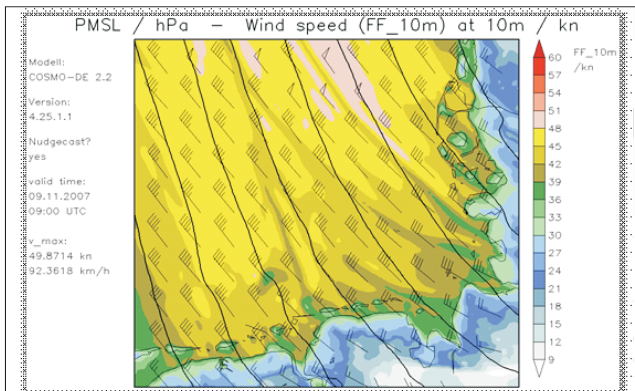 PMSL / hPa - Wind speed (FF_10m) at 10m / kn
Modell:
COSMO-DE 2.2
Version:
4.25.1.1
Nudgecast?
yes
valid time:
09.11.2007
09:00 UTC
v_max:
49.8714 kn
92.3618 km/h
FF_10m
/kn
60
57
54
51
48
45
42
39
36
33
30
27
24
21
18
15
12
9